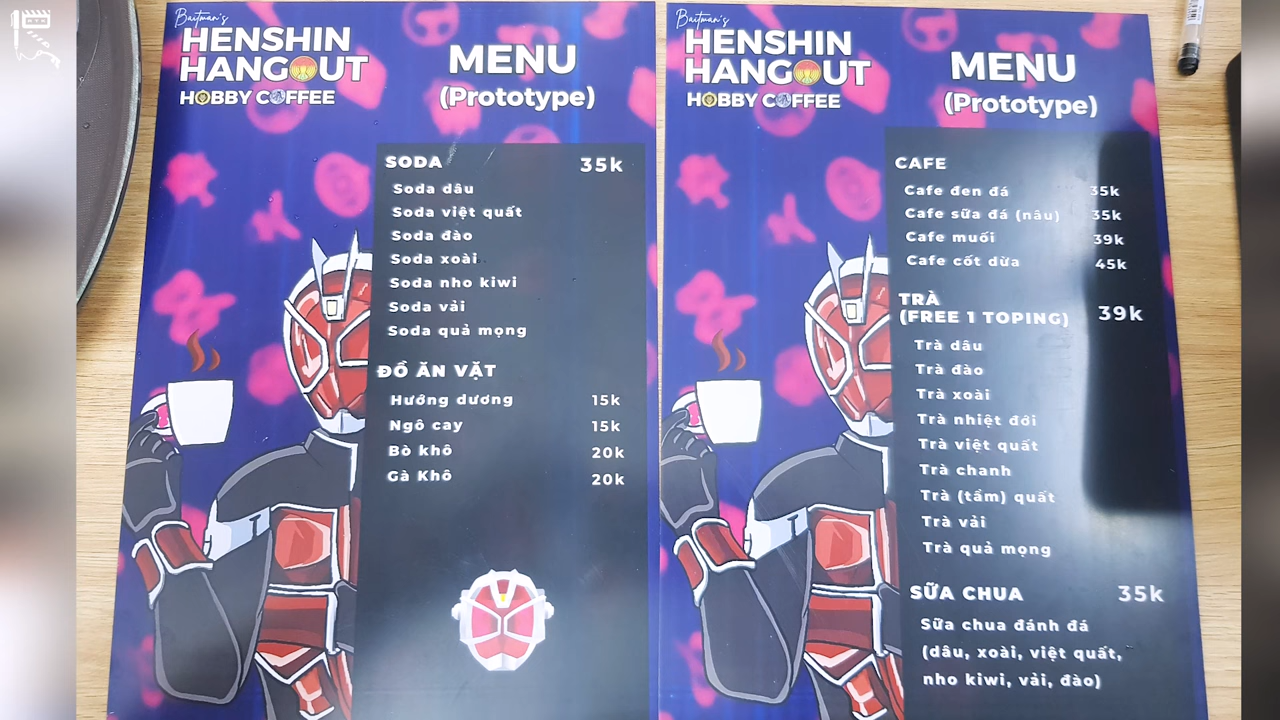 Baitman's
HENSHIN
HANGOUT
HOBBY COFFEE
MENU
(Prototype)
SODA 35k
Soda dâu
Soda việt quất
Soda đào
Soda xoài
Soda nho kiwi
Soda vải
Soda quả mọng
ĐỒ ĂN VẶT
Hướng dương 15k
Ngô cay 15k
Bò khô 20k
Gà Khô 20k
Baitman's
HENSHIN
HANGOUT
HOBBY COFFEE
MENU
(Prototype)
CAFE
Cafe đen đá 35k
Cafe sữa đá (nâu) 35k
Cafe muối 39k
Cafe cốt dừa 45k
TRÀ
(FREE 1 TOPING) 39k
Trà dâu
Trà đào
Trà xoài
Trà nhiệt đới
Trà việt quất
Trà chanh
Trà (tắm) quất
Trà vải
Trà quả mọng
SỮA CHUA 35k
Sữa chua đánh đá
(dâu, xoài, việt quất,
nho kiwi, vải, đào)